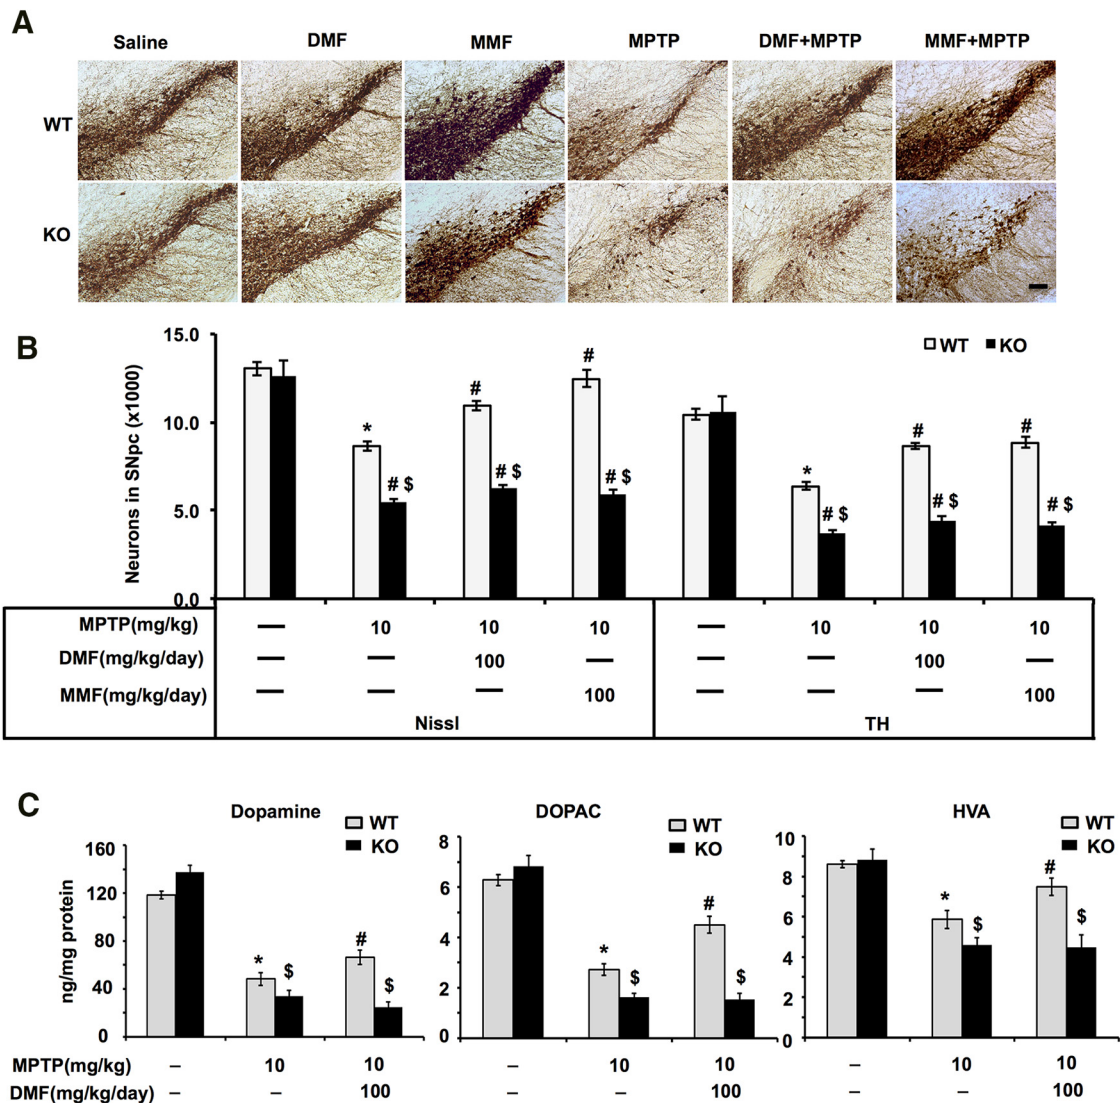 A
Saline DMF MMF MPTP DMF+MPTP MMF+MPTP
WT
KO
B
Neurons in SNpc (x1000)
15.0
10.0
5.0
0.0
WT KO
* # $ # # $ # # $ * # $ # # $ # # $
MPTP(mg/kg) — 10 10 10 — 10 10 10
DMF(mg/kg/day) — — 100 — — — 100 —
MMF(mg/kg/day) — — — 100 — — — 100
Nissl TH
C
Dopamine
WT
KO
ng/mg protein
160
120
80
40
0
* $ # $
DOPAC
WT
KO
8
6
4
2
0
* $ # $
HVA
WT
KO
10
8
6
4
2
0
* $ # $
MPTP(mg/kg) – 10 10 – 10 10 – 10 10
DMF(mg/kg/day) – – 100 – – 100 – – 100